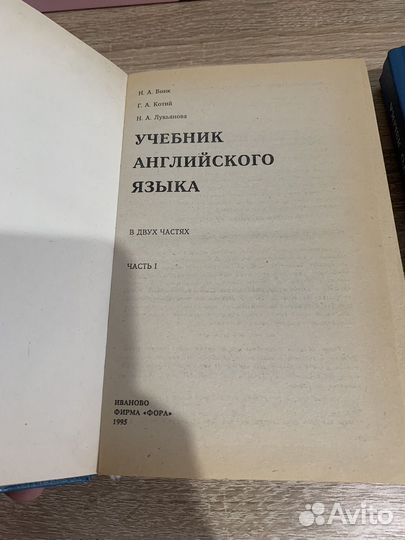 Н. А. Бонк
Г. А. Котий
Н. А. Лукьянова
УЧЕБНИК
АНГЛИЙСКОГО
ЯЗЫКА
В ДВУХ ЧАСТЯХ
ЧАСТЬ I
ИВАНОВО
ФИРМА «ФОРА»
1995
Avito